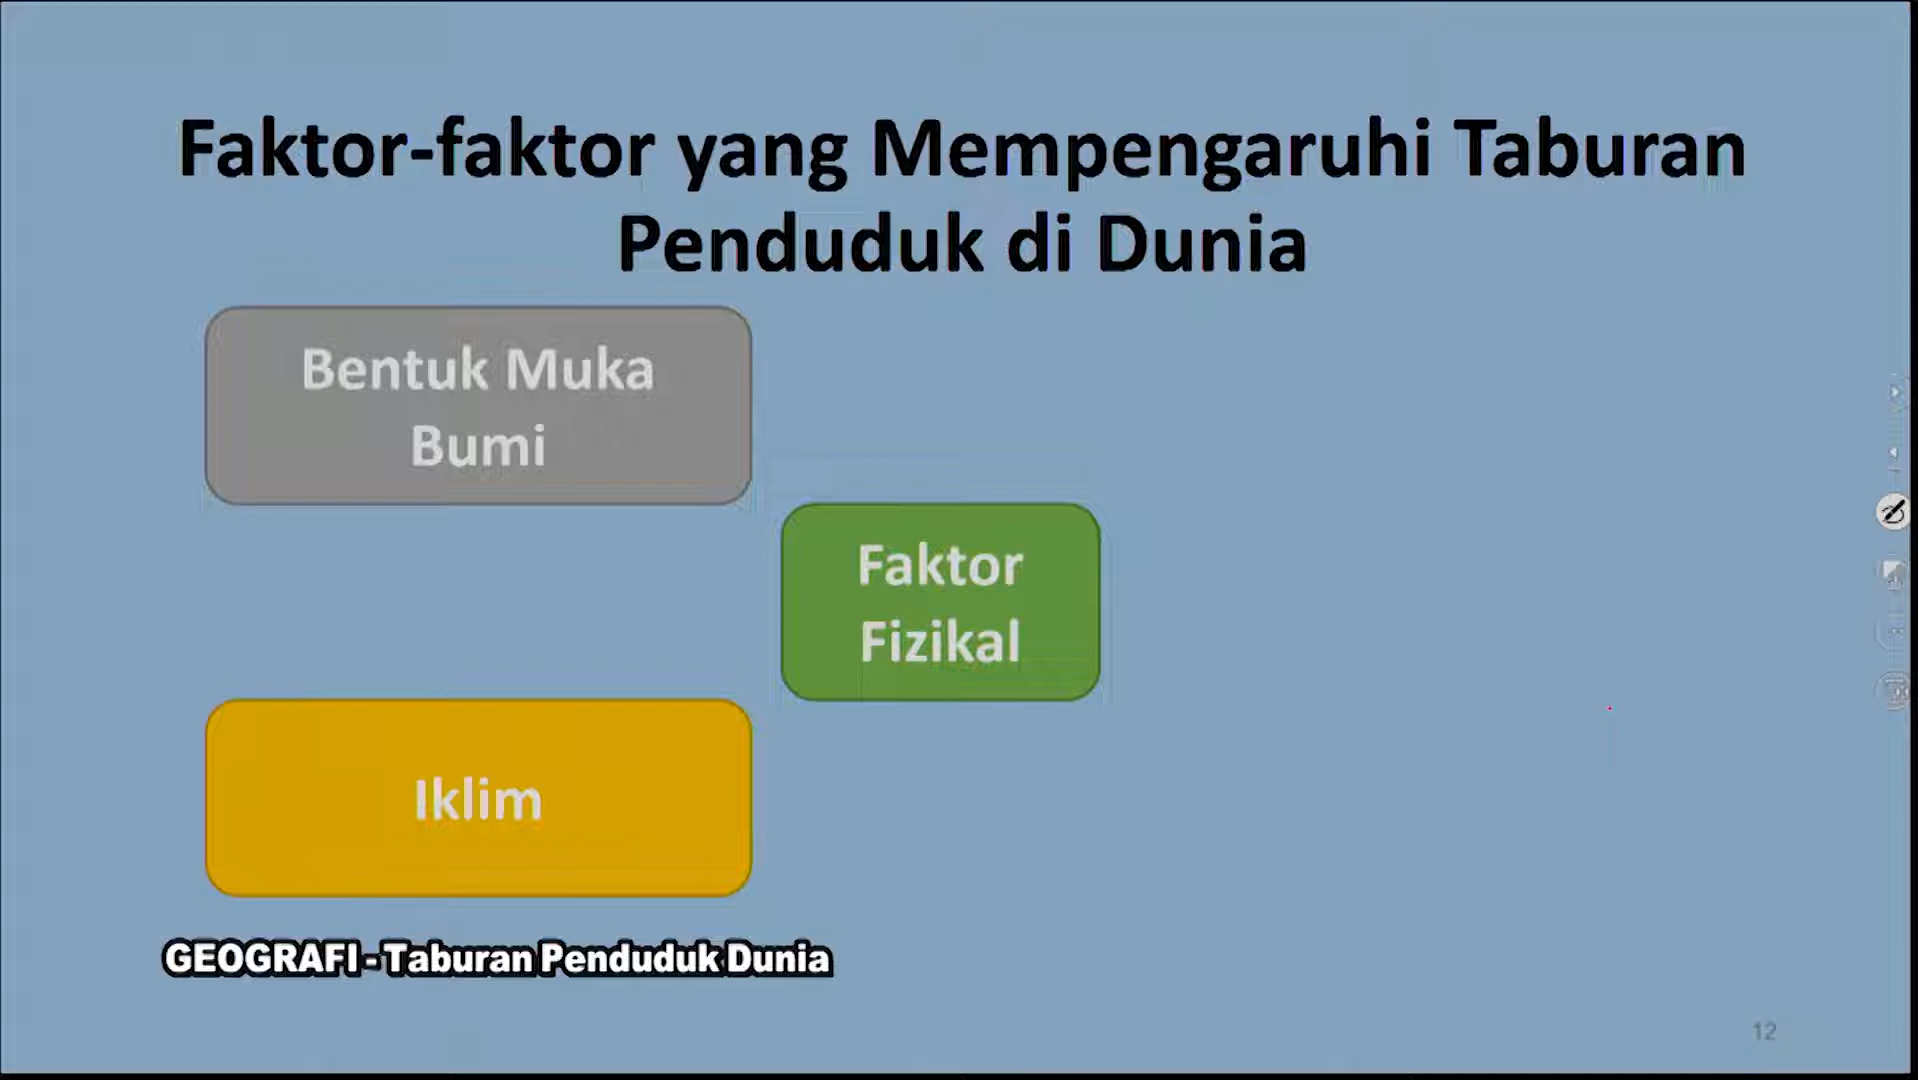 Faktor-faktor yang Mempengaruhi Taburan
Penduduk di Dunia
Bentuk Muka
Bumi
Faktor
Fizikal
Iklim
GEOGRAFI - Taburan Penduduk Dunia
12